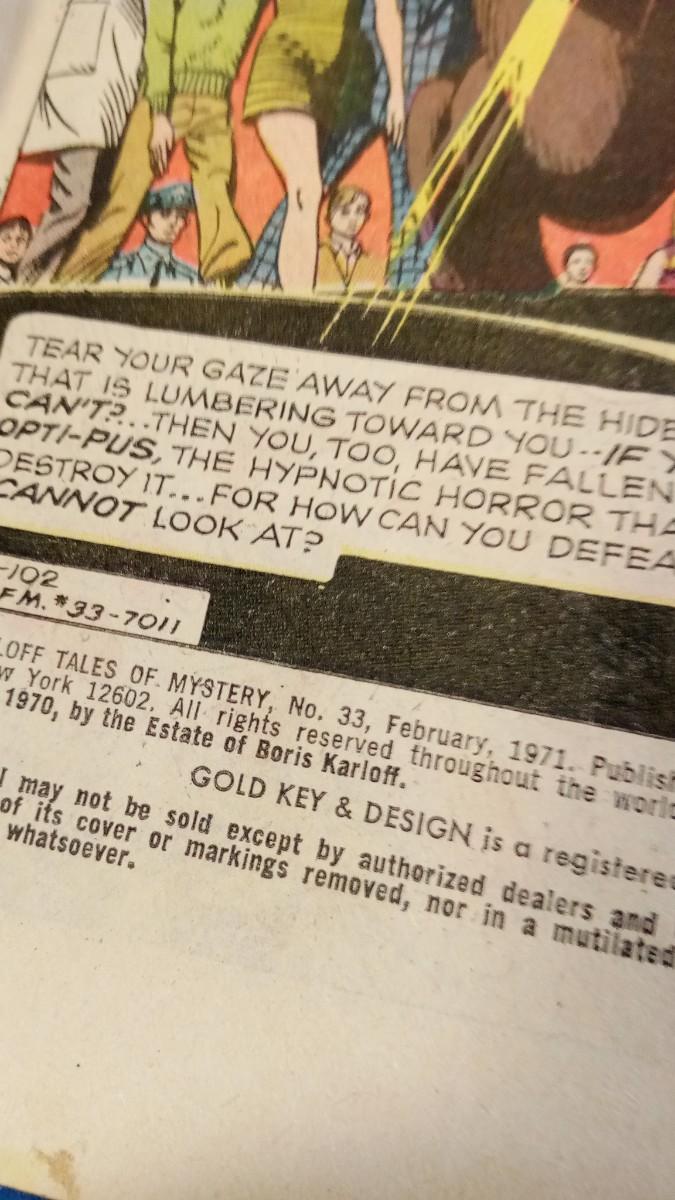 TEAR YOUR GAZE AWAY FROM THE HIDE
THAT IS LUMBERING TOWARD YOU--IF Y
CAN'T?...THEN YOU, TOO, HAVE FALLEN
OPTI-PUS, THE HYPNOTIC HORROR THA
DESTROY IT...FOR HOW CAN YOU DEFEA
CANNOT LOOK AT?
-102
FM. #33-7011
LOFF TALES OF MYSTERY, No. 33, February, 1971. Publish
w York 12602. All rights reserved throughout the world
1970, by the Estate of Boris Karloff.
GOLD KEY & DESIGN is a registered
l may not be sold except by authorized dealers and
of its cover or markings removed, nor in a mutilated
whatsoever.